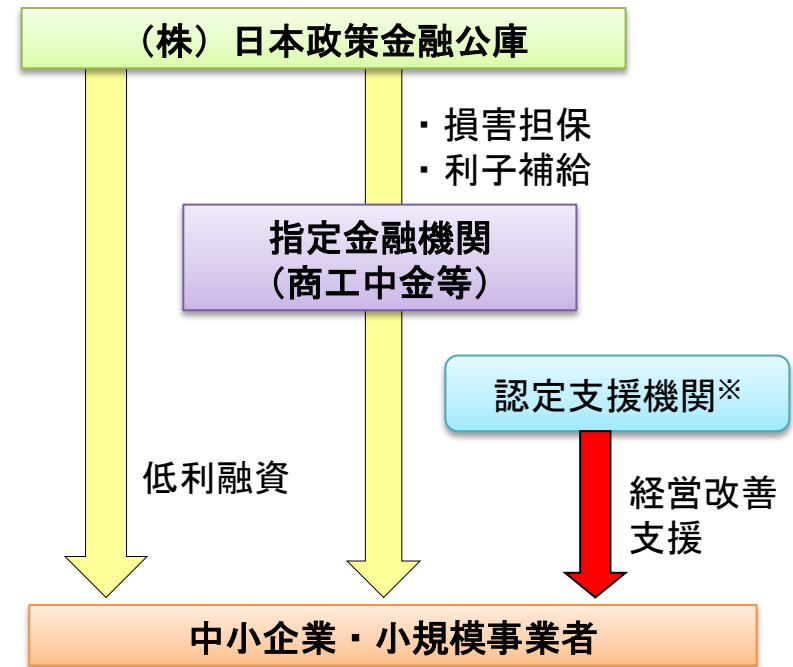 （株）日本政策金融公庫
・損害担保
・利子補給
指定金融機関
（商工中金等）
認定支援機関※
低利融資
経営改善
支援
中小企業・小規模事業者